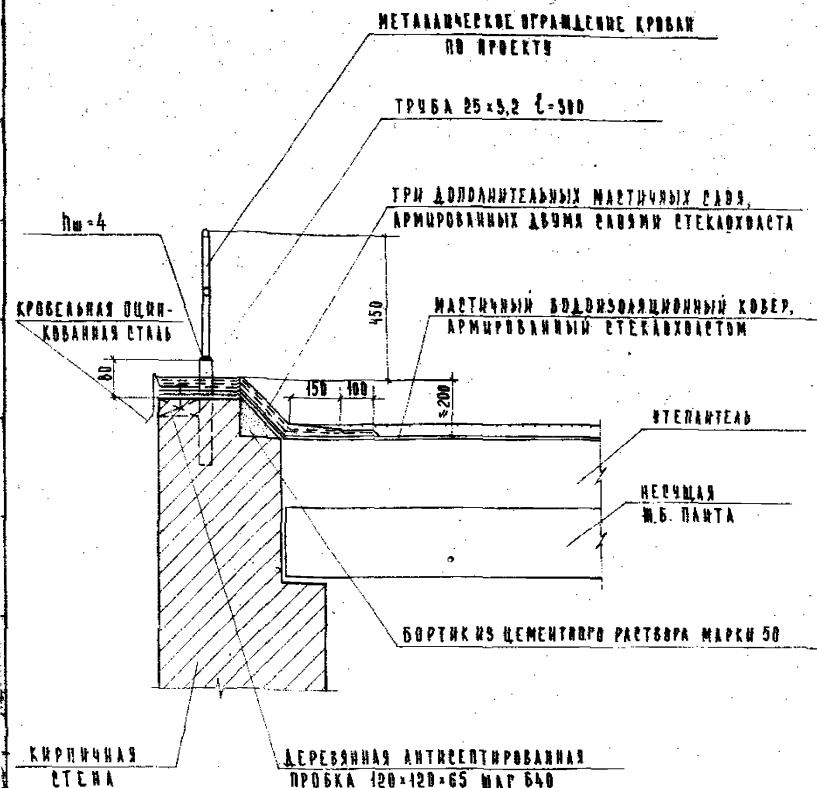 МЕТАЛЛИЧЕСКОЕ ОГРАЖДЕНИЕ КРОВЛИ
ПО ПРОЕКТУ
ТРУБА 25×3,2 ℓ=300
ТРИ ДОПОЛНИТЕЛЬНЫХ МАСТИЧНЫХ СЛОЯ,
АРМИРОВАННЫХ ДВУМЯ СЛОЯМИ СТЕКЛОХОЛСТА
hш=4
450
КРОВЕЛЬНАЯ ОЦИН-
КОВАННАЯ СТАЛЬ
МАСТИЧНЫЙ ВОДОИЗОЛЯЦИОННЫЙ КОВЕР,
АРМИРОВАННЫЙ СТЕКЛОХОЛСТОМ
80
150
100
≈200
УТЕПЛИТЕЛЬ
НЕСУЩАЯ
Ж.Б. ПЛИТА
БОРТИК ИЗ ЦЕМЕНТНОГО РАСТВОРА МАРКИ 50
КИРПИЧНАЯ
СТЕНА
ДЕРЕВЯННАЯ АНТИСЕПТИРОВАННАЯ
ПРОБКА 120×120×65 ШАГ 640